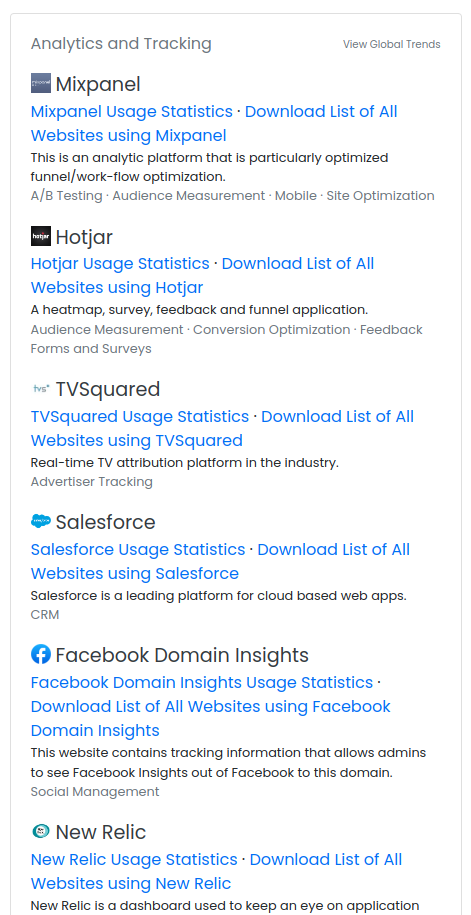 Analytics and Tracking View Global Trends
Mixpanel
Mixpanel Usage Statistics · Download List of All
Websites using Mixpanel
This is an analytic platform that is particularly optimized
funnel/work-flow optimization.
A/B Testing · Audience Measurement · Mobile · Site Optimization
hotjar Hotjar
Hotjar Usage Statistics · Download List of All
Websites using Hotjar
A heatmap, survey, feedback and funnel application.
Audience Measurement · Conversion Optimization · Feedback
Forms and Surveys
tvs TVSquared
TVSquared Usage Statistics · Download List of All
Websites using TVSquared
Real-time TV attribution platform in the industry.
Advertiser Tracking
Salesforce
Salesforce Usage Statistics · Download List of All
Websites using Salesforce
Salesforce is a leading platform for cloud based web apps.
CRM
Facebook Domain Insights
Facebook Domain Insights Usage Statistics ·
Download List of All Websites using Facebook
Domain Insights
This website contains tracking information that allows admins
to see Facebook Insights out of Facebook to this domain.
Social Management
New Relic
New Relic Usage Statistics · Download List of All
Websites using New Relic
New Relic is a dashboard used to keep an eye on application